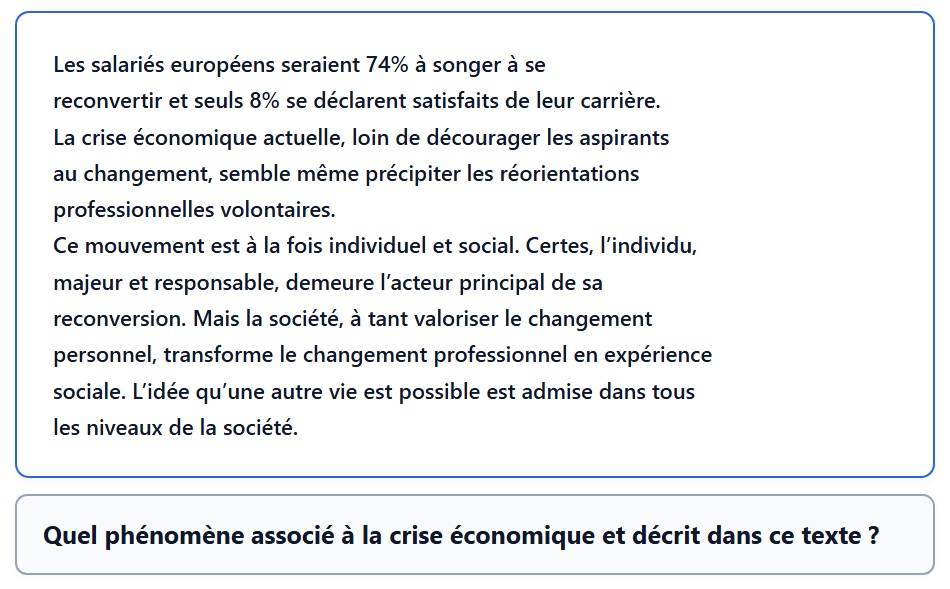 Les salariés européens seraient 74% à songer à se
reconvertir et seuls 8% se déclarent satisfaits de leur carrière.
La crise économique actuelle, loin de décourager les aspirants
au changement, semble même précipiter les réorientations
professionnelles volontaires.
Ce mouvement est à la fois individuel et social. Certes, l’individu,
majeur et responsable, demeure l’acteur principal de sa
reconversion. Mais la société, à tant valoriser le changement
personnel, transforme le changement professionnel en expérience
sociale. L’idée qu’une autre vie est possible est admise dans tous
les niveaux de la société.
Quel phénomène associé à la crise économique et décrit dans ce texte ?